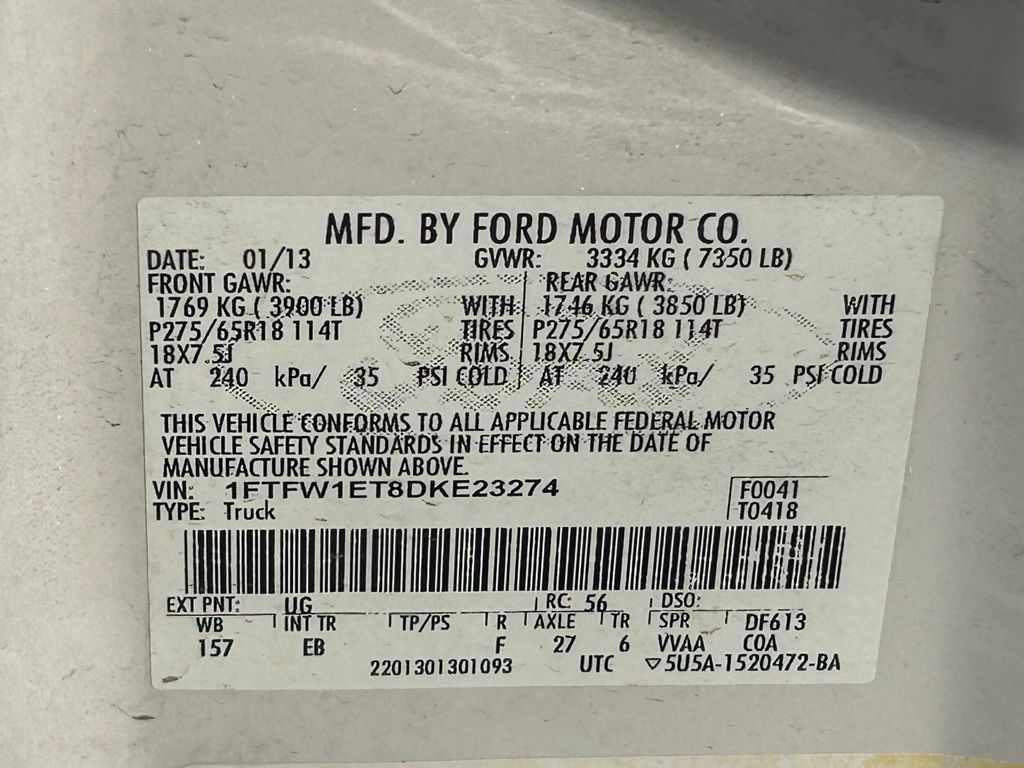 MFD. BY FORD MOTOR CO.
DATE: 01/13 GVWR: 3334 KG ( 7350 LB)
FRONT GAWR: REAR GAWR:
1769 KG ( 3900 LB) WITH 1746 KG ( 3850 LB) WITH
P275/65R18 114T TIRES P275/65R18 114T TIRES
18X7.5J RIMS 18X7.5J RIMS
AT 240 kPa/ 35 PSI COLD AT 240 kPa/ 35 PSI COLD
THIS VEHICLE CONFORMS TO ALL APPLICABLE FEDERAL MOTOR
VEHICLE SAFETY STANDARDS IN EFFECT ON THE DATE OF
MANUFACTURE SHOWN ABOVE.
VIN: 1FTFW1ET8DKE23274 F0041
TYPE: Truck T0418
EXT PNT: UG RC: 56 DSO:
WB INT TR TP/PS R AXLE TR SPR DF613
157 EB F 27 6 VVAA COA
2201301301093 UTC ▽5U5A-1520472-BA